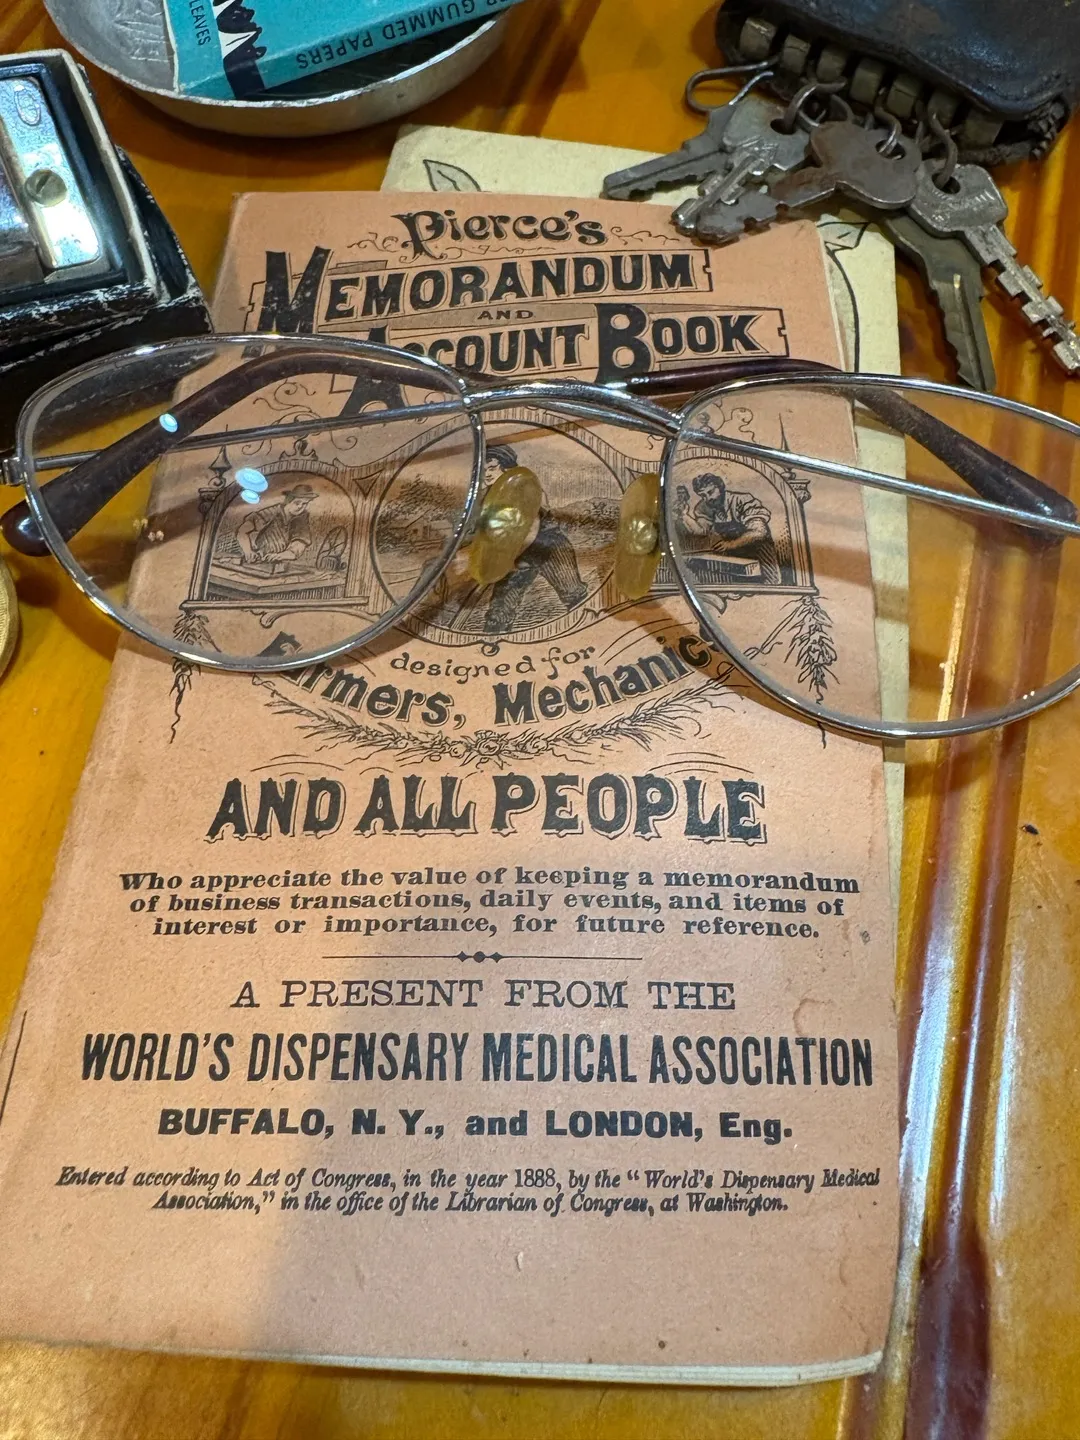 LEAVES
GUMMED PAPERS
Pierce's
MEMORANDUM
AND
ACCOUNT BOOK
designed for
Farmers, Mechanics
AND ALL PEOPLE
Who appreciate the value of keeping a memorandum
of business transactions, daily events, and items of
interest or importance, for future reference.
A PRESENT FROM THE
WORLD'S DISPENSARY MEDICAL ASSOCIATION
BUFFALO, N. Y., and LONDON, Eng.
Entered according to Act of Congress, in the year 1888, by the “World's Dispensary Medical
Association,” in the office of the Librarian of Congress, at Washington.